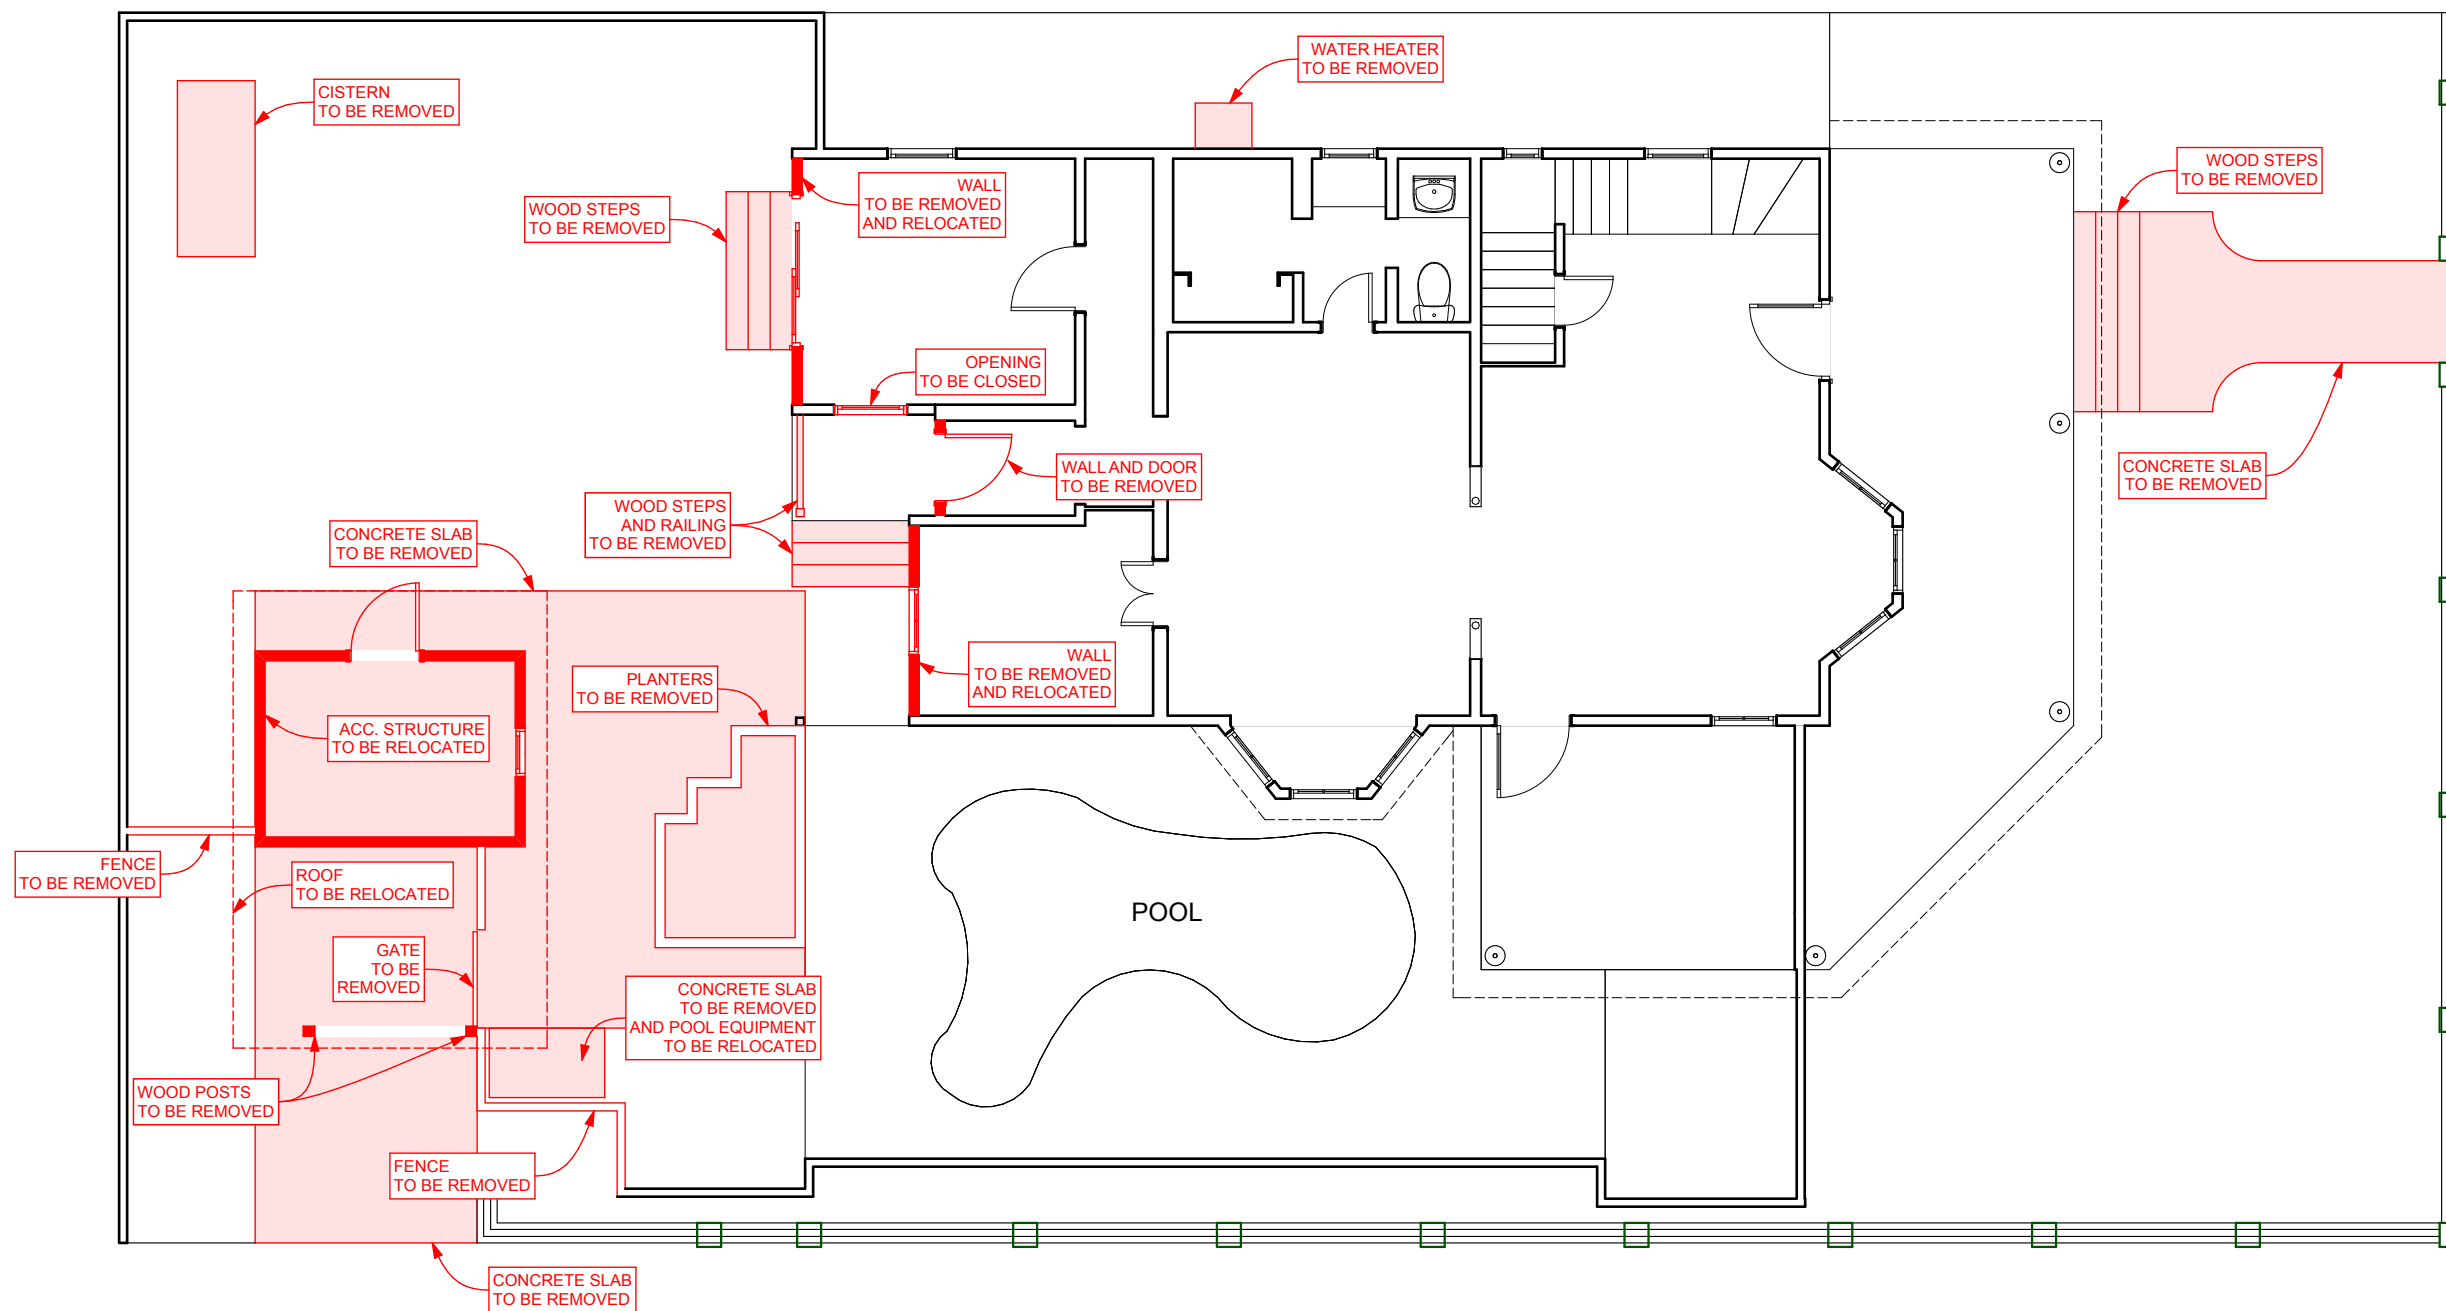 WATER HEATER
TO BE REMOVED
CISTERN
TO BE REMOVED
WOOD STEPS
TO BE REMOVED
WALL
TO BE REMOVED
AND RELOCATED
WOOD STEPS
TO BE REMOVED
OPENING
TO BE CLOSED
WALL AND DOOR
TO BE REMOVED
CONCRETE SLAB
TO BE REMOVED
WOOD STEPS
AND RAILING
TO BE REMOVED
CONCRETE SLAB
TO BE REMOVED
WALL
TO BE REMOVED
AND RELOCATED
PLANTERS
TO BE REMOVED
ACC. STRUCTURE
TO BE RELOCATED
FENCE
TO BE REMOVED
ROOF
TO BE RELOCATED
POOL
GATE
TO BE
REMOVED
CONCRETE SLAB
TO BE REMOVED
AND POOL EQUIPMENT
TO BE RELOCATED
WOOD POSTS
TO BE REMOVED
FENCE
TO BE REMOVED
CONCRETE SLAB
TO BE REMOVED